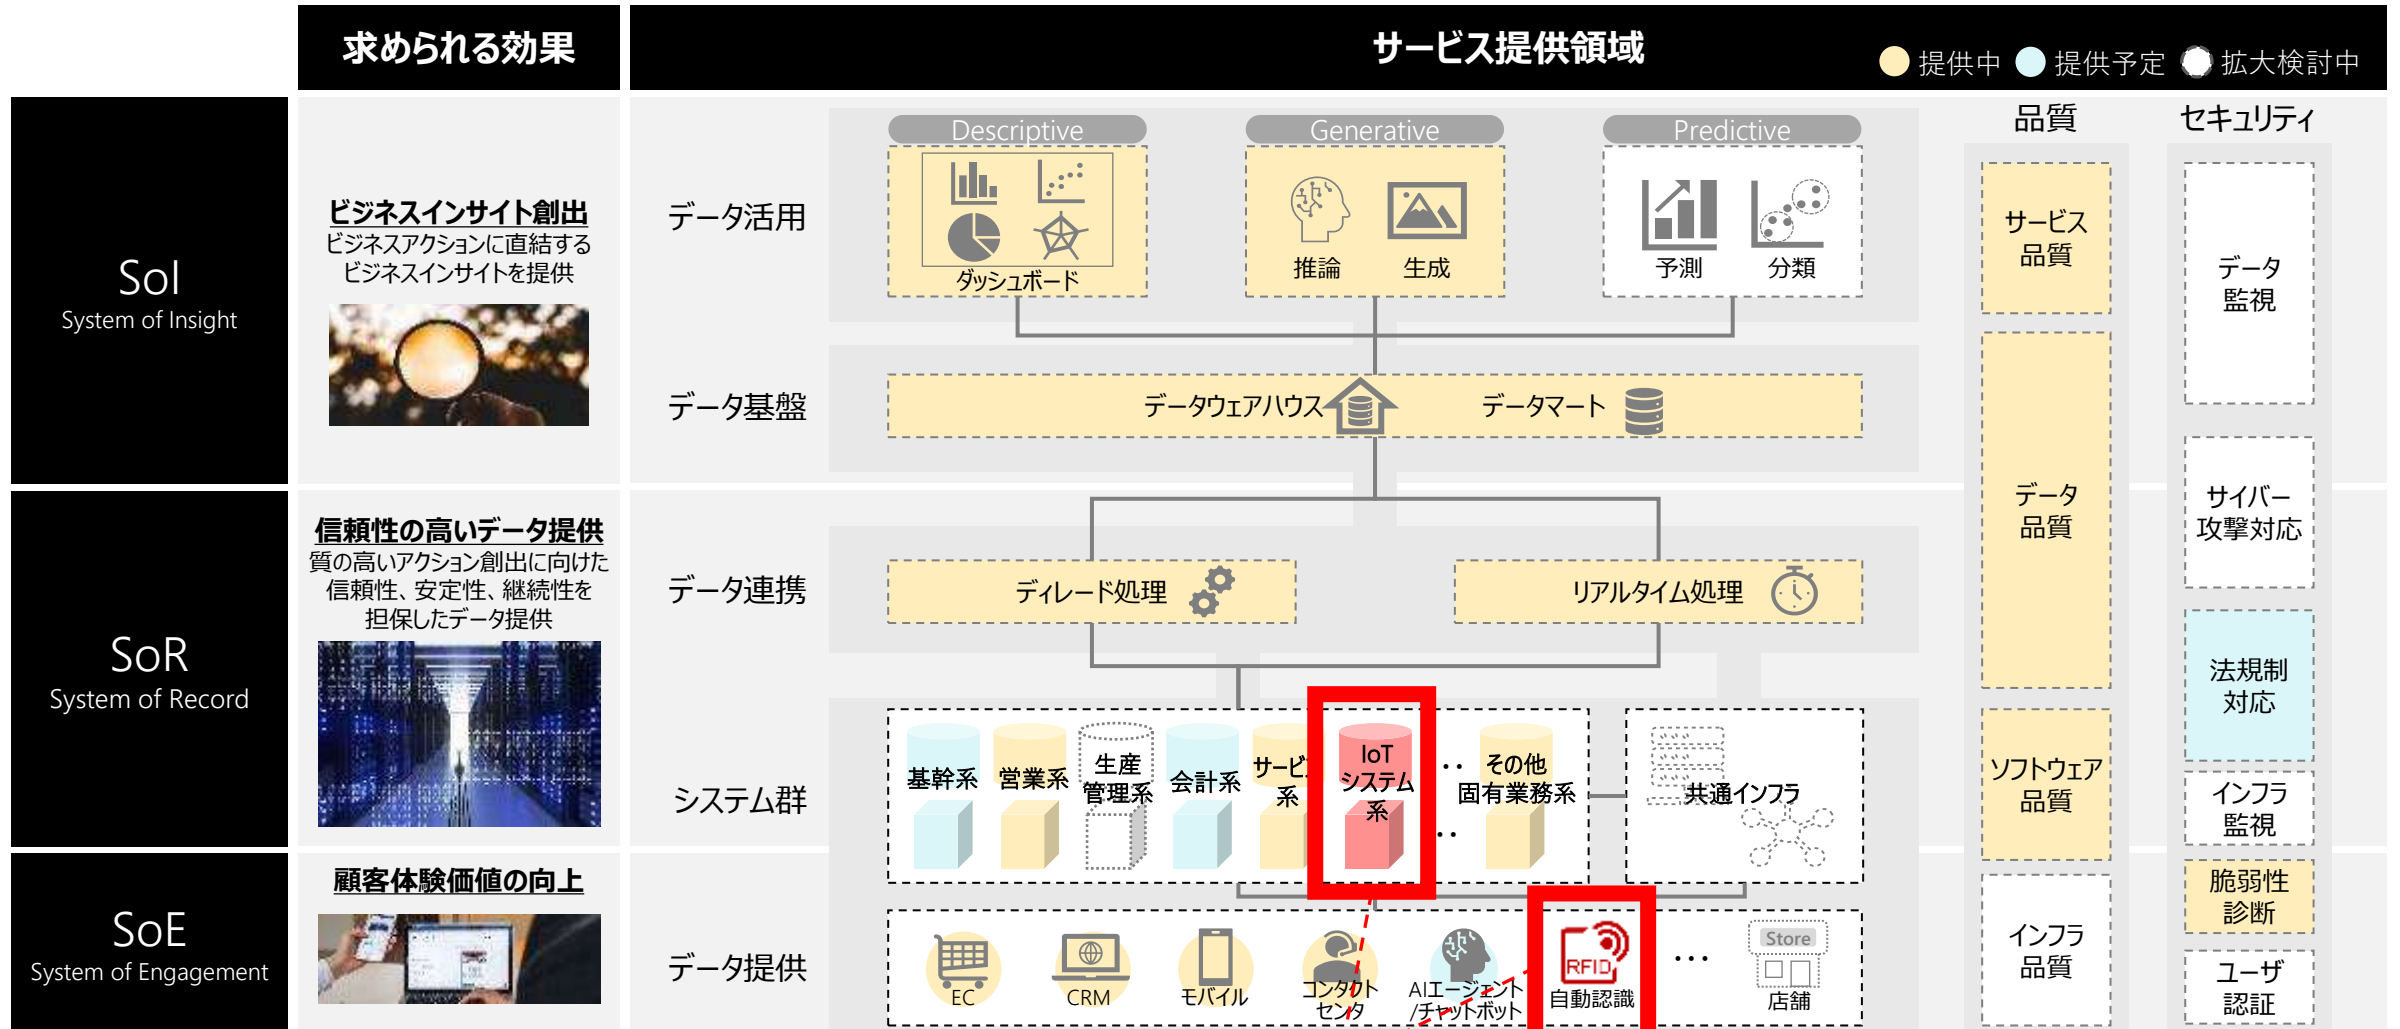 求められる効果
サービス提供領域
提供中
提供予定
拡大検討中
SoI
System of Insight
ビジネスインサイト創出
ビジネスアクションに直結する
ビジネスインサイトを提供
データ活用
Descriptive
ダッシュボード
Generative
推論
生成
Predictive
予測
分類
データ基盤
データウェアハウス
データマート
SoR
System of Record
信頼性の高いデータ提供
質の高いアクション創出に向けた
信頼性、安定性、継続性を
担保したデータ提供
データ連携
ディレード処理
リアルタイム処理
システム群
基幹系
営業系
生産
管理系
会計系
サービ
系
IoT
システム
系
‥
‥
その他
固有業務系
共通インフラ
SoE
System of Engagement
顧客体験価値の向上
データ提供
EC
CRM
モバイル
コンタクト
センタ
AIエージェント
/チャットボット
RFID
自動認識
…
Store
店舗
品質
サービス
品質
データ
品質
ソフトウェア
品質
インフラ
品質
セキュリティ
データ
監視
サイバー
攻撃対応
法規制
対応
インフラ
監視
脆弱性
診断
ユーザ
認証